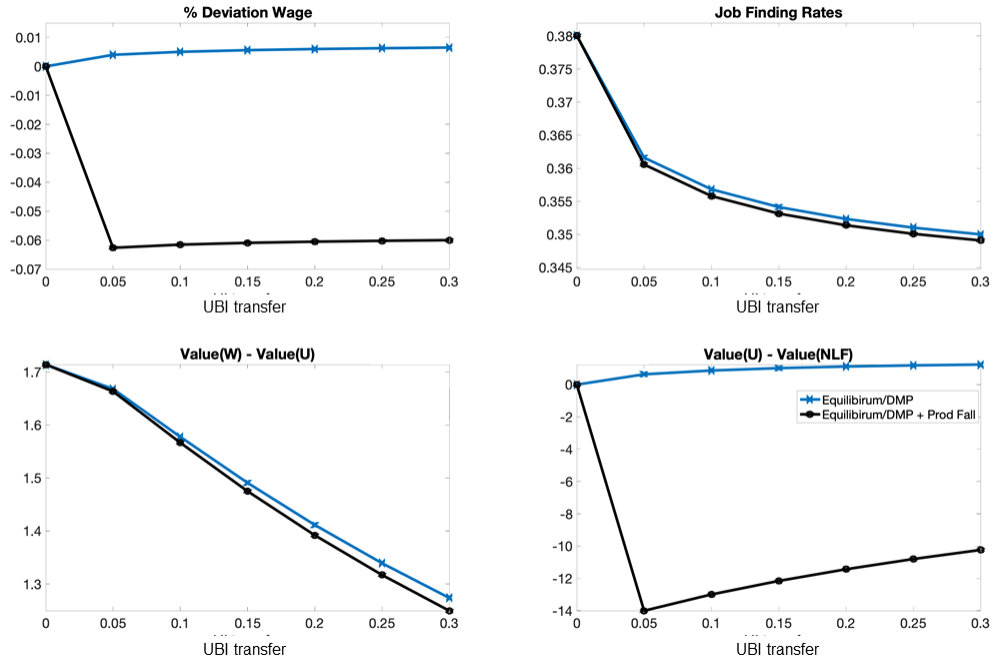 % Deviation Wage
0.01
0
-0.01
-0.02
-0.03
-0.04
-0.05
-0.06
-0.07
0 0.05 0.1 0.15 0.2 0.25 0.3
UBI transfer
Job Finding Rates
0.38
0.375
0.37
0.365
0.36
0.355
0.35
0.345
0 0.05 0.1 0.15 0.2 0.25 0.3
UBI transfer
Value(W) - Value(U)
1.7
1.6
1.5
1.4
1.3
0 0.05 0.1 0.15 0.2 0.25 0.3
UBI transfer
Value(U) - Value(NLF)
0
-2
-4
-6
-8
-10
-12
-14
Equilibirum/DMP
Equilibirum/DMP + Prod Fall
0 0.05 0.1 0.15 0.2 0.25 0.3
UBI transfer